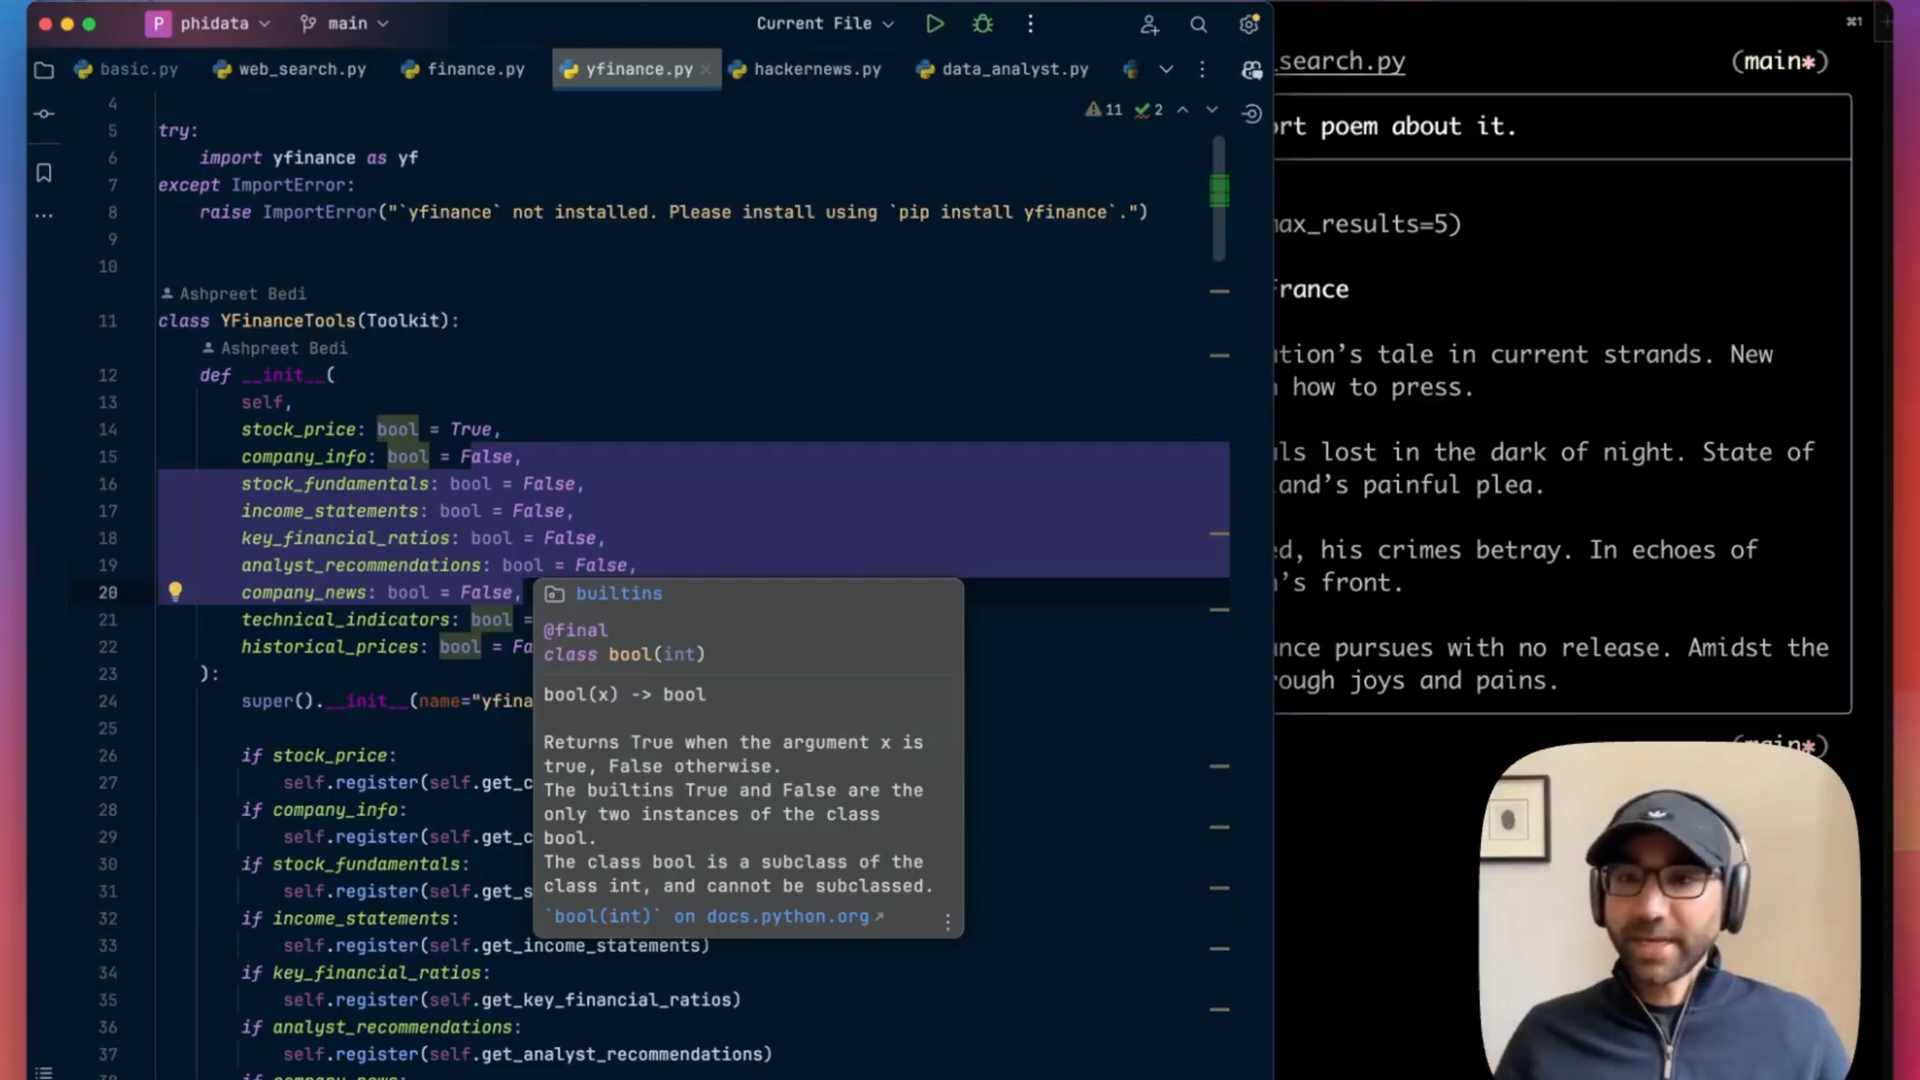 P phidata main Current File
basic.py web_search.py finance.py yfinance.py hackernews.py data_analyst.py
11 2
4
5 try:
6 import yfinance as yf
7 except ImportError:
8 raise ImportError("`yfinance` not installed. Please install using `pip install yfinance`.")
9
10
Ashpreet Bedi
11 class YFinanceTools(Toolkit):
Ashpreet Bedi
12 def __init__(
13 self,
14 stock_price: bool = True,
15 company_info: bool = False,
16 stock_fundamentals: bool = False,
17 income_statements: bool = False,
18 key_financial_ratios: bool = False,
19 analyst_recommendations: bool = False,
20 company_news: bool = False,
21 technical_indicators: bool =
22 historical_prices: bool = Fa
23 ):
24 super().__init__(name="yfina
25
26 if stock_price:
27 self.register(self.get_c
28 if company_info:
29 self.register(self.get_c
30 if stock_fundamentals:
31 self.register(self.get_s
32 if income_statements:
33 self.register(self.get_income_statements)
34 if key_financial_ratios:
35 self.register(self.get_key_financial_ratios)
36 if analyst_recommendations:
37 self.register(self.get_analyst_recommendations)
builtins
@final
class bool(int)
bool(x) -> bool
Returns True when the argument x is
true, False otherwise.
The builtins True and False are the
only two instances of the class
bool.
The class bool is a subclass of the
class int, and cannot be subclassed.
`bool(int)` on docs.python.org
⌘1
search.py (main*)
ort poem about it.
max_results=5)
France
tion's tale in current strands. New
how to press.
ls lost in the dark of night. State of
and's painful plea.
ed, his crimes betray. In echoes of
n's front.
nce pursues with no release. Amidst the
rough joys and pains.
(main*)